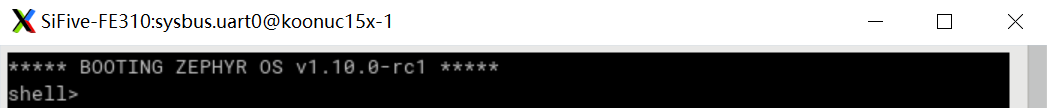 SiFive-FE310:sysbus.uart0@koonuc15x-1
***** BOOTING ZEPHYR OS v1.10.0-rc1 *****
shell>